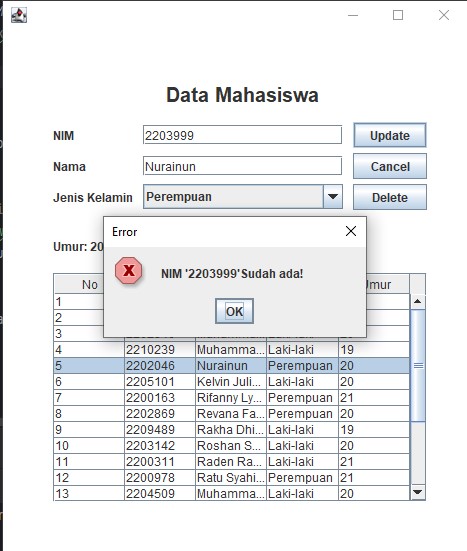 Data Mahasiswa
NIM 2203999 Update
Nama Nurainun Cancel
Jenis Kelamin Perempuan Delete
Error
Umur: 20
X NIM '2203999'Sudah ada!
OK
No Umur
1
2
3
4 2210239 Muhamma... Laki-laki 19
5 2202046 Nurainun Perempuan 20
6 2205101 Kelvin Juli... Laki-laki 20
7 2200163 Rifanny Ly... Perempuan 21
8 2202869 Revana Fa... Perempuan 20
9 2209489 Rakha Dhi... Laki-laki 19
10 2203142 Roshan S... Laki-laki 20
11 2200311 Raden Ra... Laki-laki 21
12 2200978 Ratu Syahi... Perempuan 21
13 2204509 Muhamma... Laki-laki 20